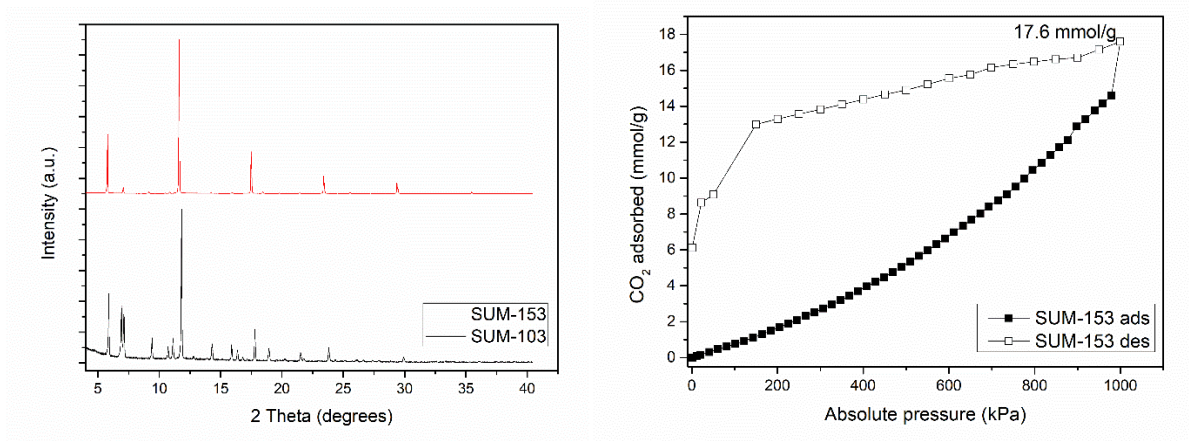 Intensity (a.u.)
SUM-153
SUM-103
5 10 15 20 25 30 35 40
2 Theta (degrees)
17.6 mmol/g
18
16
14
12
10
8
6
4
2
0
CO₂ adsorbed (mmol/g)
SUM-153 ads
SUM-153 des
0 200 400 600 800 1000
Absolute pressure (kPa)